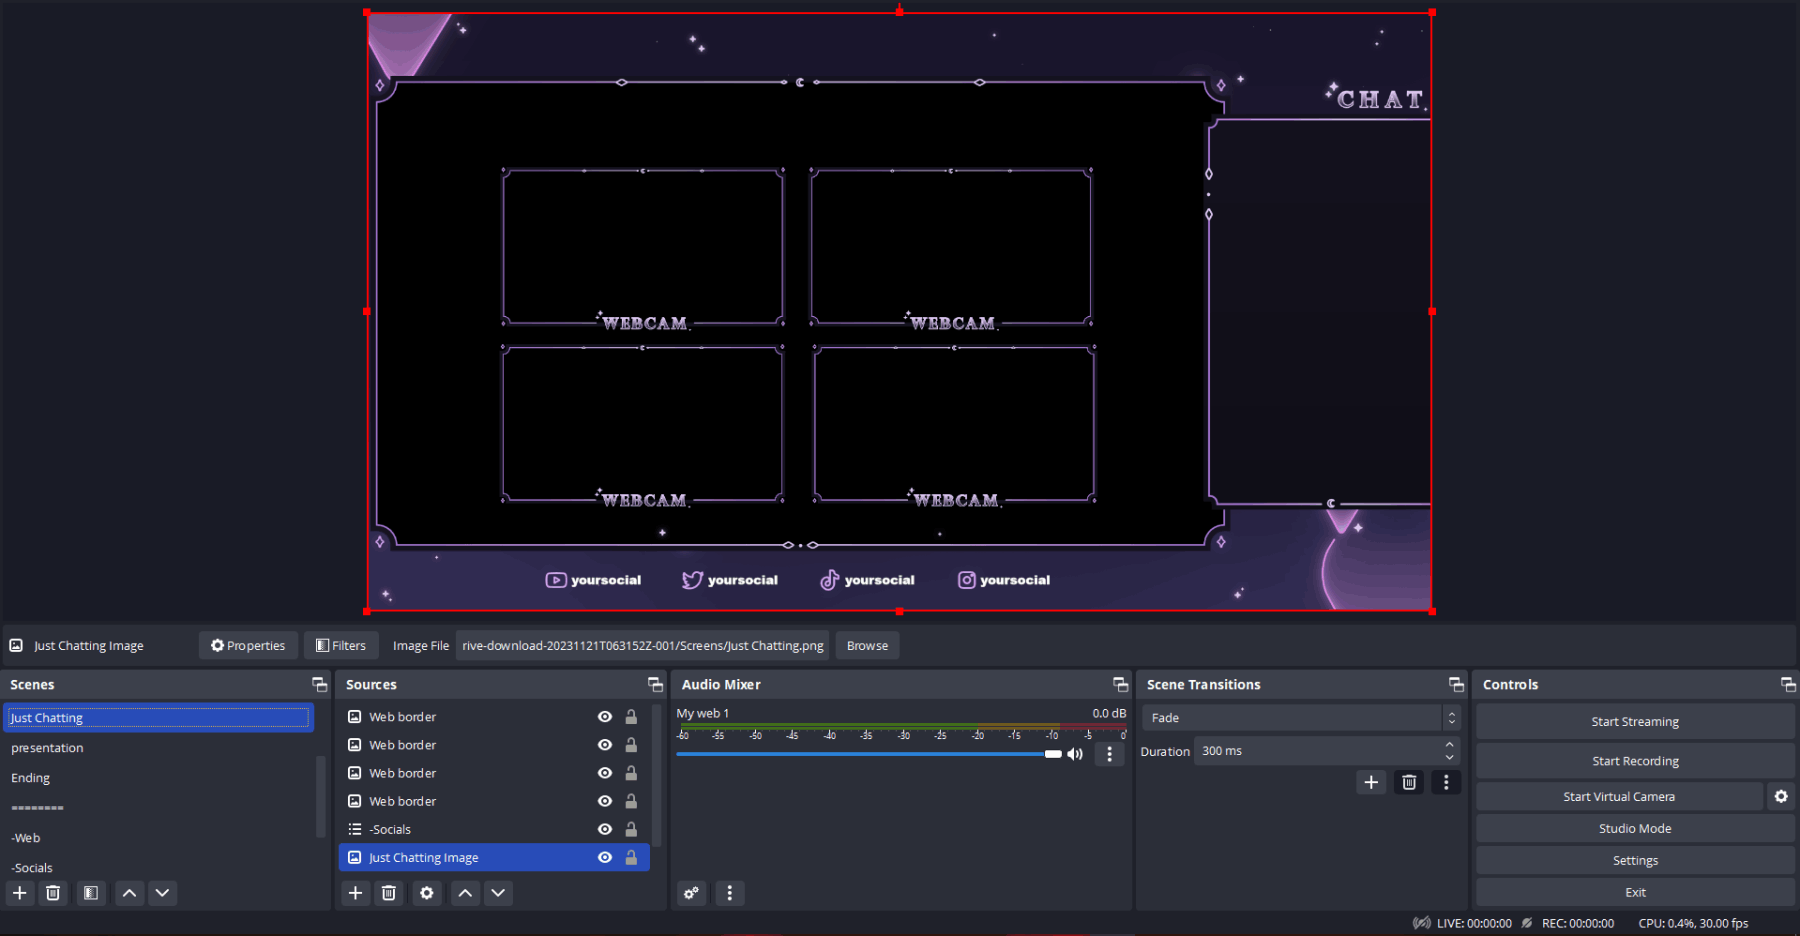 CHAT
WEBCAM
WEBCAM
WEBCAM
WEBCAM
yoursocial
yoursocial
yoursocial
yoursocial
Just Chatting Image
Properties
Filters
Image File
rive-download-20231121T063152Z-001/Screens/Just Chatting.png
Browse
Scenes
Just Chatting
presentation
Ending
========
-Web
-Socials
Sources
Web border
Web border
Web border
Web border
-Socials
Just Chatting Image
Audio Mixer
My web 1
0.0 dB
-60 -55 -50 -45 -40 -35 -30 -25 -20 -15 -10 -5 0
Scene Transitions
Fade
Duration
300 ms
Controls
Start Streaming
Start Recording
Start Virtual Camera
Studio Mode
Settings
Exit
LIVE: 00:00:00 REC: 00:00:00 CPU: 0.4%, 30.00 fps